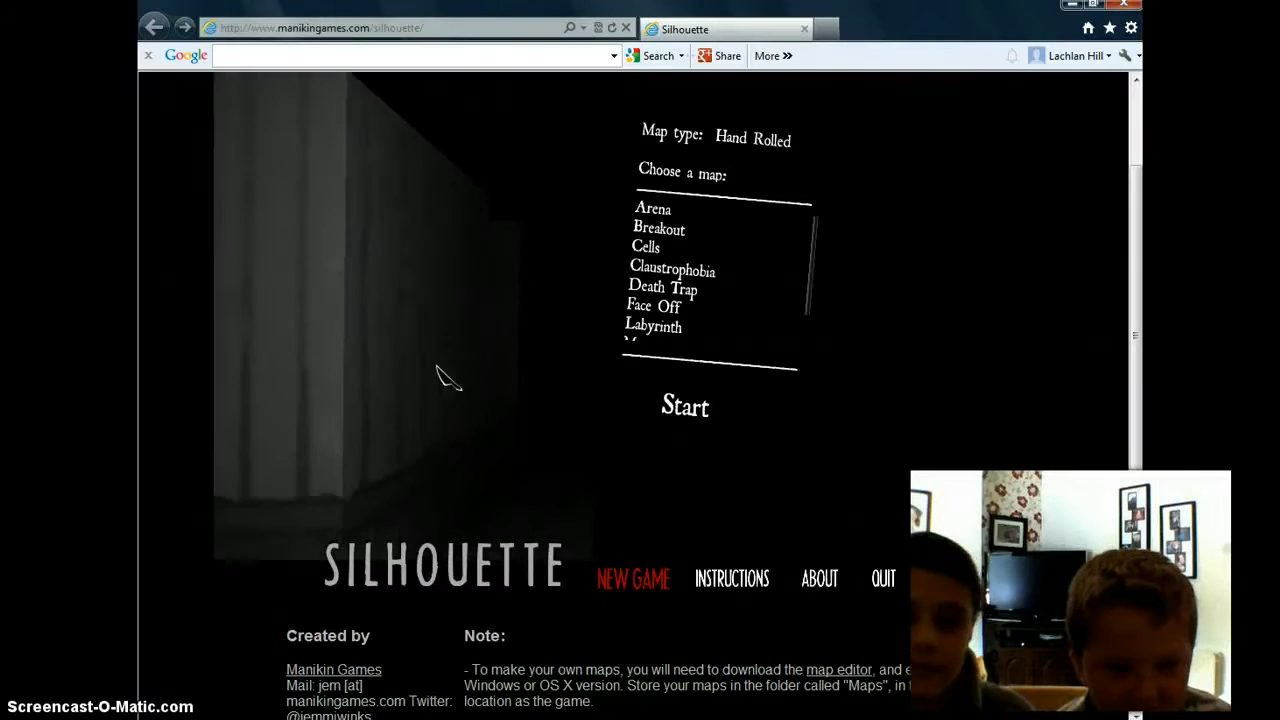 http://www.manikingames.com/silhouette/
Silhouette
Google
Search
Share
More »
Lachlan Hill
Map type: Hand Rolled
Choose a map:
Arena
Breakout
Cells
Claustrophobia
Death Trap
Face Off
Labyrinth
Start
SILHOUETTE
NEW GAME
INSTRUCTIONS
ABOUT
QUIT
Created by
Manikin Games
Mail: jem [at]
manikingames.com Twitter:
@jemmiwinks
Note:
- To make your own maps, you will need to download the map editor, and e
Windows or OS X version. Store your maps in the folder called "Maps", in
location as the game.
Screencast-O-Matic.com